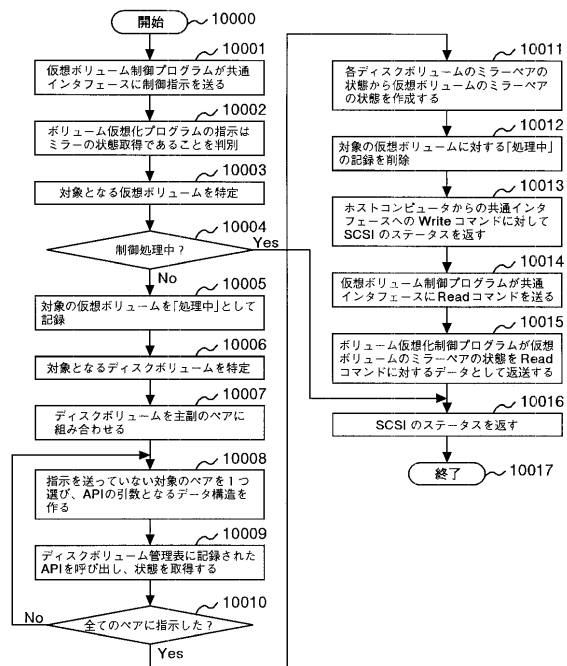 開始
10000
10001
仮想ボリューム制御プログラムが共通
インタフェースに制御指示を送る
10002
ボリューム仮想化プログラムの指示は
ミラーの状態取得であることを判別
10003
対象となる仮想ボリュームを特定
10004
制御処理中？
Yes
No
10005
対象の仮想ボリュームを「処理中」として
記録
10006
対象となるディスクボリュームを特定
10007
ディスクボリュームを主副のペアに
組み合わせる
10008
指示を送っていない対象のペアを１つ
選び、APIの引数となるデータ構造を
作る
10009
ディスクボリューム管理表に記録された
APIを呼び出し、状態を取得する
10010
No
全てのペアに指示した？
Yes
10011
各ディスクボリュームのミラーペアの
状態から仮想ボリュームのミラーペア
の状態を作成する
10012
対象の仮想ボリュームに対する「処理中」
の記録を削除
10013
ホストコンピュータからの共通インタ
フェースへの Write コマンドに対して
SCSI のステータスを返す
10014
仮想ボリューム制御プログラムが共通
インタフェースに Read コマンドを送る
10015
ボリューム仮想化制御プログラムが仮想
ボリュームのミラーペアの状態を Read
コマンドに対するデータとして返送する
10016
SCSI のステータスを返す
終了
10017